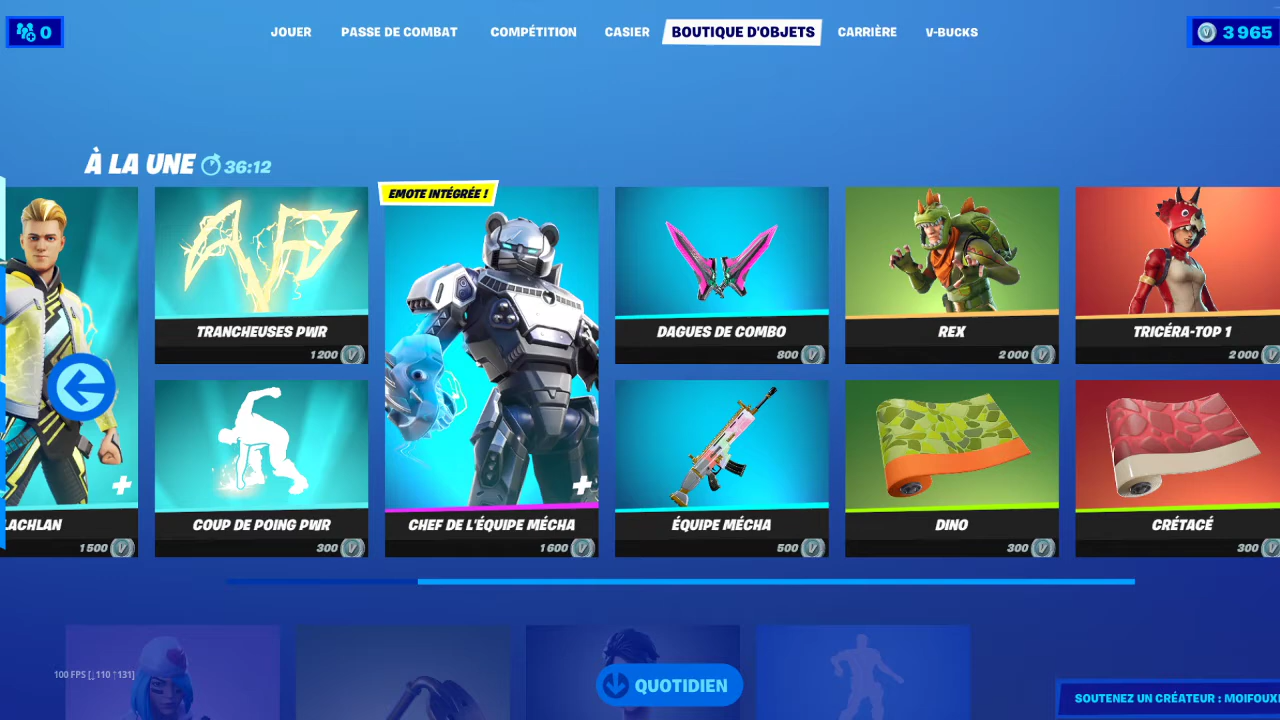 0
JOUER
PASSE DE COMBAT
COMPÉTITION
CASIER
BOUTIQUE D'OBJETS
CARRIÈRE
V-BUCKS
3 965
À LA UNE 36:12
EMOTE INTÉGRÉE !
LACHLAN
1 500
TRANCHEUSES PWR
1 200
COUP DE POING PWR
300
CHEF DE L'ÉQUIPE MÉCHA
1 600
DAGUES DE COMBO
800
ÉQUIPE MÉCHA
500
REX
2 000
DINO
300
TRICÉRA-TOP 1
2 000
CRÉTACÉ
300
100 FPS [↓110 ↑131]
QUOTIDIEN
SOUTENEZ UN CRÉATEUR : MOIFOUX